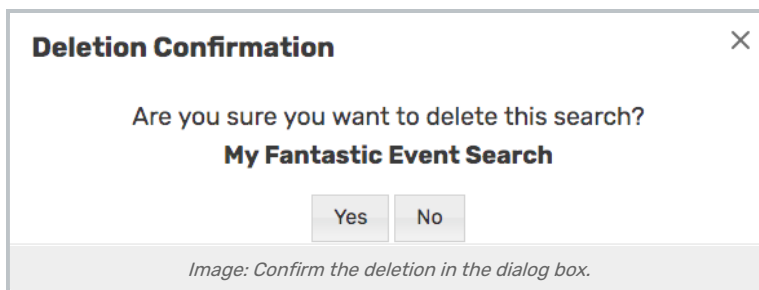 Deletion Confirmation
Are you sure you want to delete this search?
My Fantastic Event Search
Yes No
Image: Confirm the deletion in the dialog box.